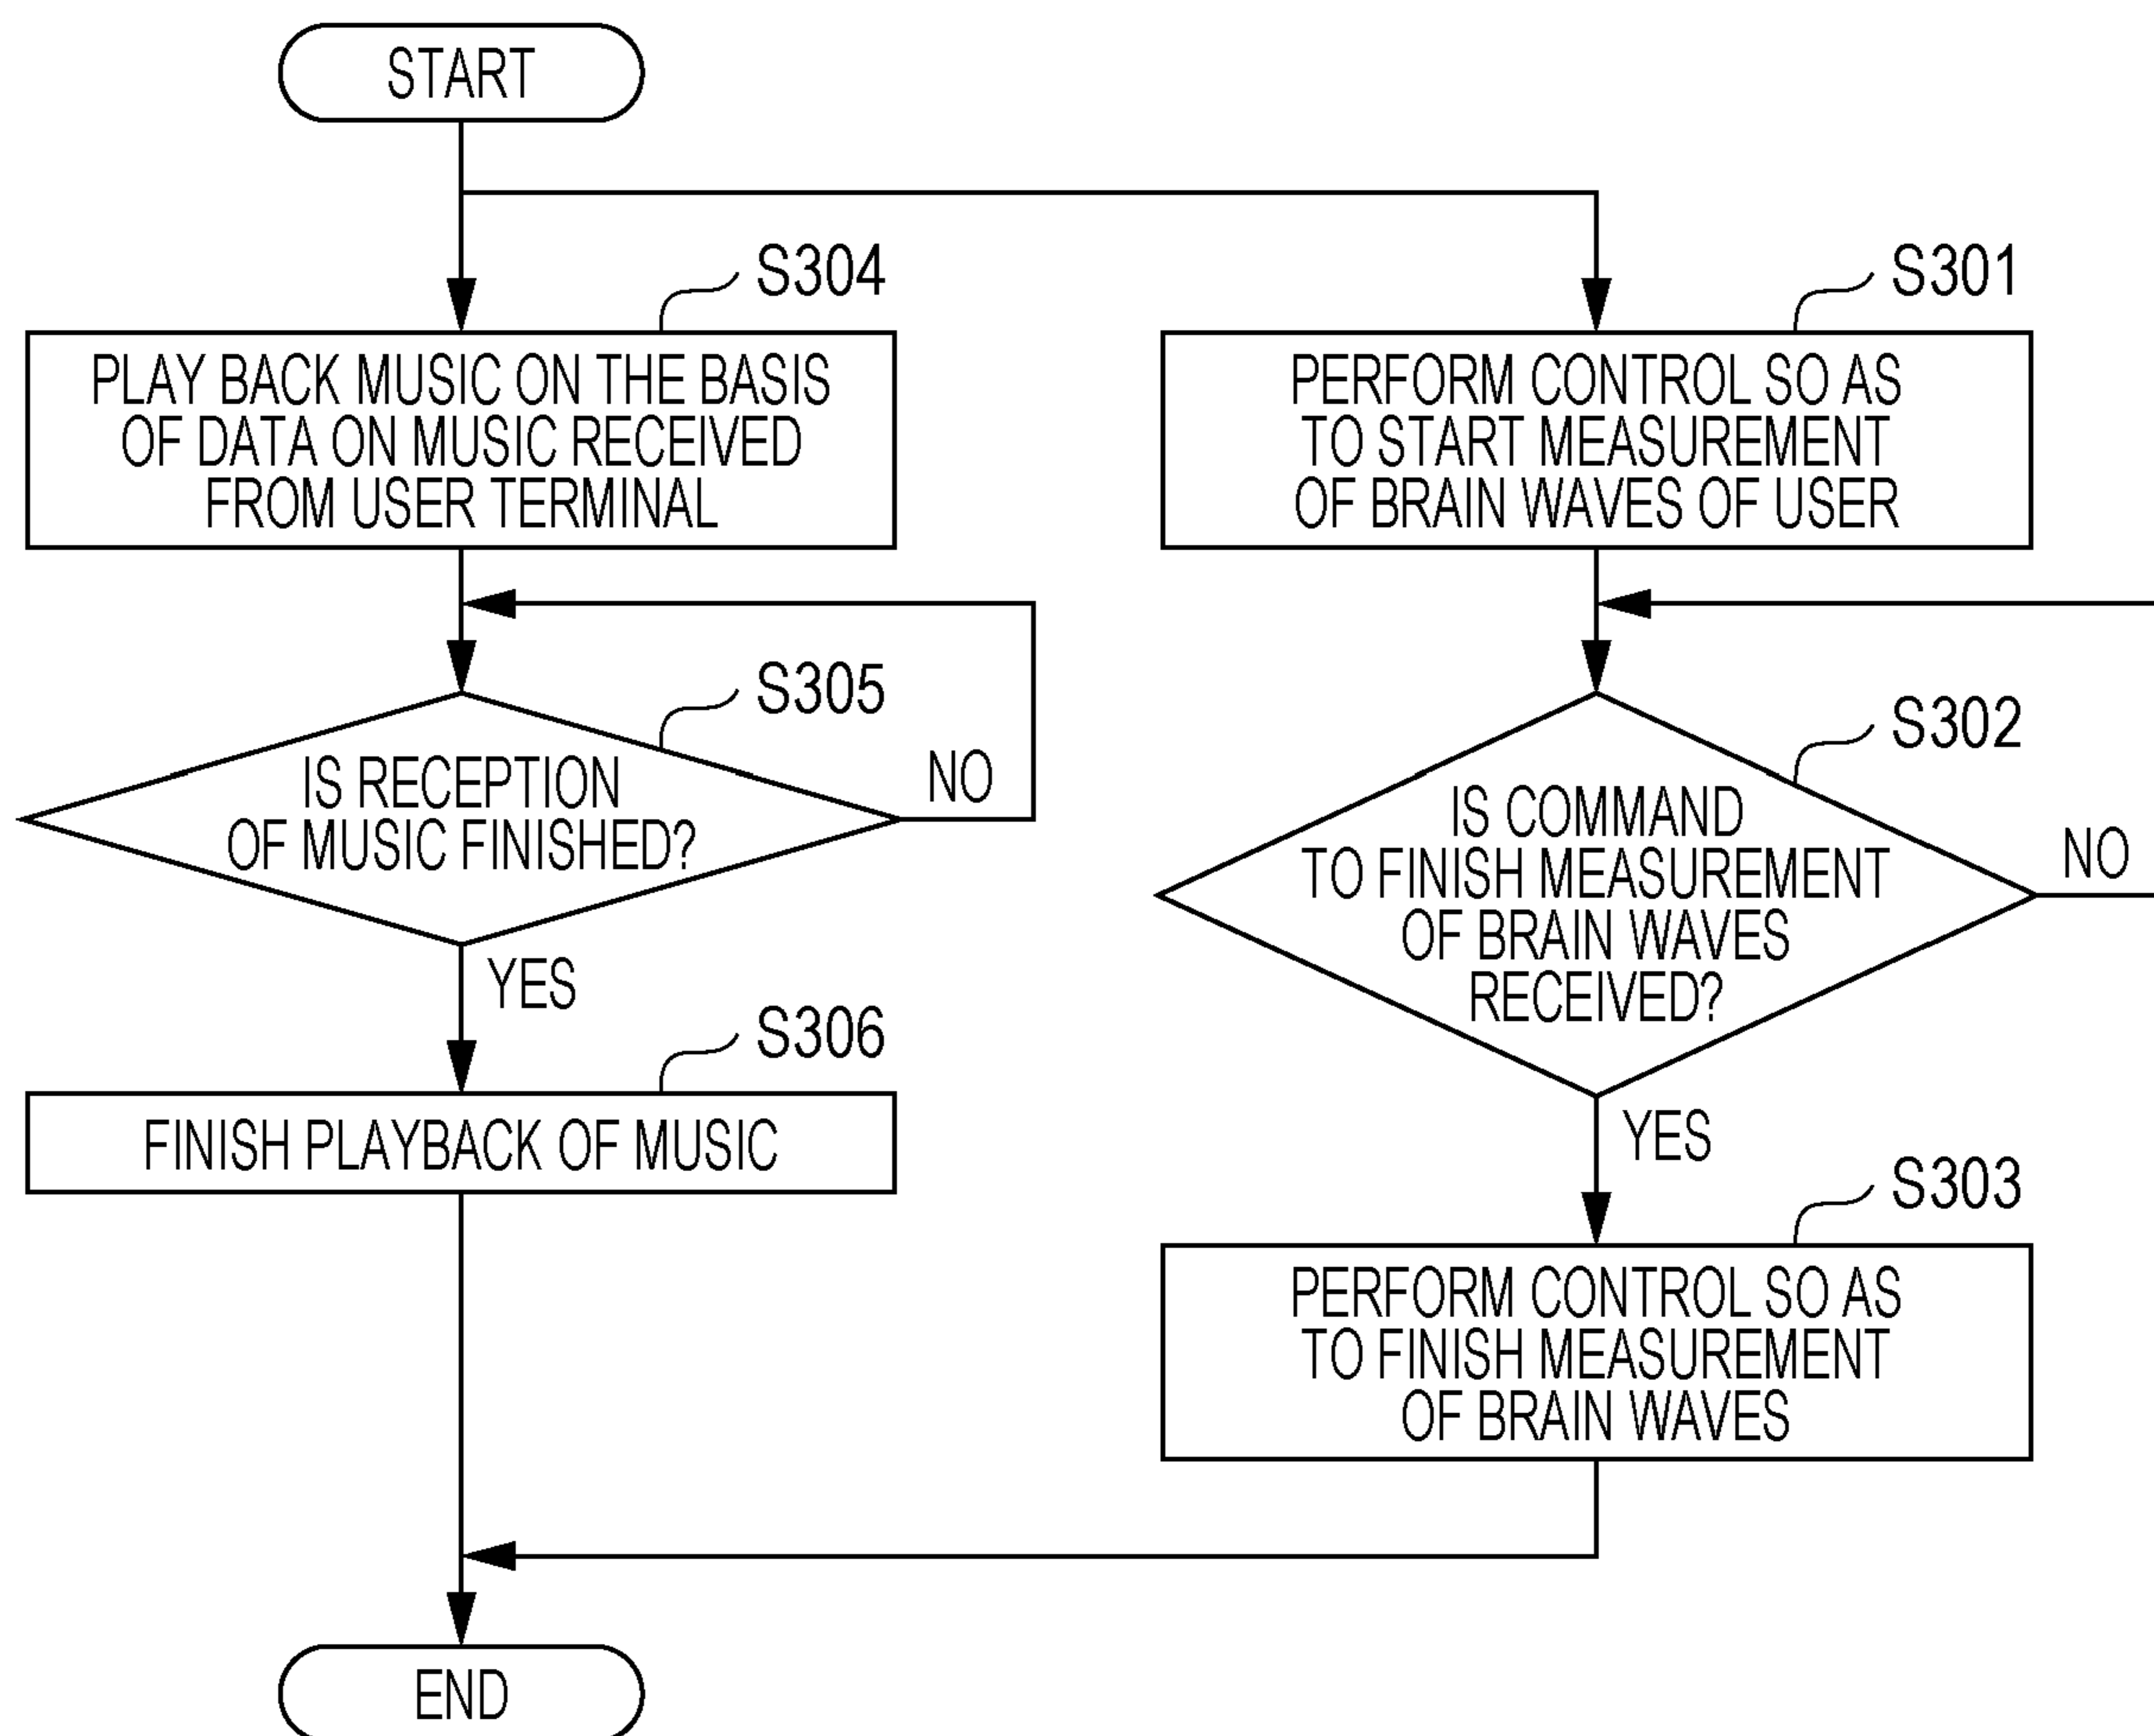 START
S304
PLAY BACK MUSIC ON THE BASIS
OF DATA ON MUSIC RECEIVED
FROM USER TERMINAL
S305
IS RECEPTION
OF MUSIC FINISHED?
NO
YES
S306
FINISH PLAYBACK OF MUSIC
S301
PERFORM CONTROL SO AS
TO START MEASUREMENT
OF BRAIN WAVES OF USER
S302
IS COMMAND
TO FINISH MEASUREMENT
OF BRAIN WAVES
RECEIVED?
NO
YES
S303
PERFORM CONTROL SO AS
TO FINISH MEASUREMENT
OF BRAIN WAVES
END